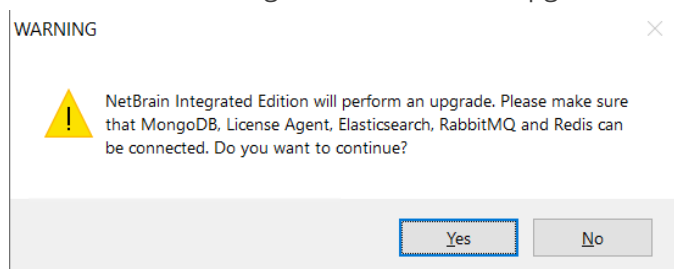 WARNING
NetBrain Integrated Edition will perform an upgrade. Please make sure
that MongoDB, License Agent, Elasticsearch, RabbitMQ and Redis can
be connected. Do you want to continue?
Yes No